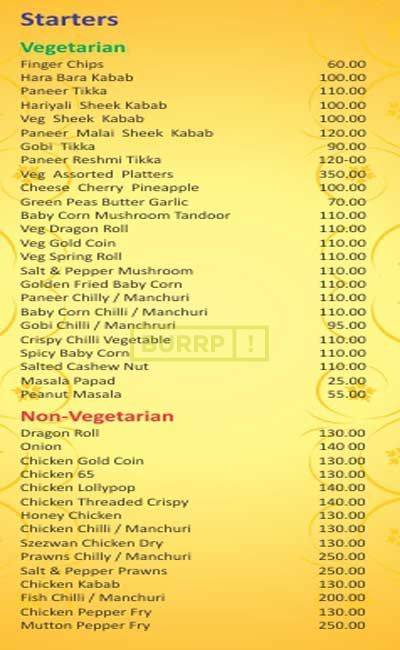 Starters
Vegetarian
Finger Chips 60.00
Hara Bara Kabab 100.00
Paneer Tikka 110.00
Hariyali Sheek Kabab 100.00
Veg Sheek Kabab 100.00
Paneer Malai Sheek Kabab 120.00
Gobi Tikka 90.00
Paneer Reshmi Tikka 120-00
Veg Assorted Platters 350.00
Cheese Cherry Pineapple 100.00
Green Peas Butter Garlic 70.00
Baby Corn Mushroom Tandoor 110.00
Veg Dragon Roll 110.00
Veg Gold Coin 110.00
Veg Spring Roll 110.00
Salt & Pepper Mushroom 110.00
Golden Fried Baby Corn 110.00
Paneer Chilly / Manchuri 110.00
Baby Corn Chilli / Manchuri 110.00
Gobi Chilli / Manchruri 95.00
Crispy Chilli Vegetable 110.00
BURRP!
Spicy Baby Corn 110.00
Salted Cashew Nut 110.00
Masala Papad 25.00
Peanut Masala 55.00
Non-Vegetarian
Dragon Roll 130.00
Onion 140 00
Chicken Gold Coin 130.00
Chicken 65 130.00
Chicken Lollypop 140.00
Chicken Threaded Crispy 140.00
Honey Chicken 130.00
Chicken Chilli / Manchuri 130.00
Szezwan Chicken Dry 130.00
Prawns Chilly / Manchuri 250.00
Salt & Pepper Prawns 250.00
Chicken Kabab 130.00
Fish Chilli / Manchuri 200.00
Chicken Pepper Fry 130.00
Mutton Pepper Fry 250.00